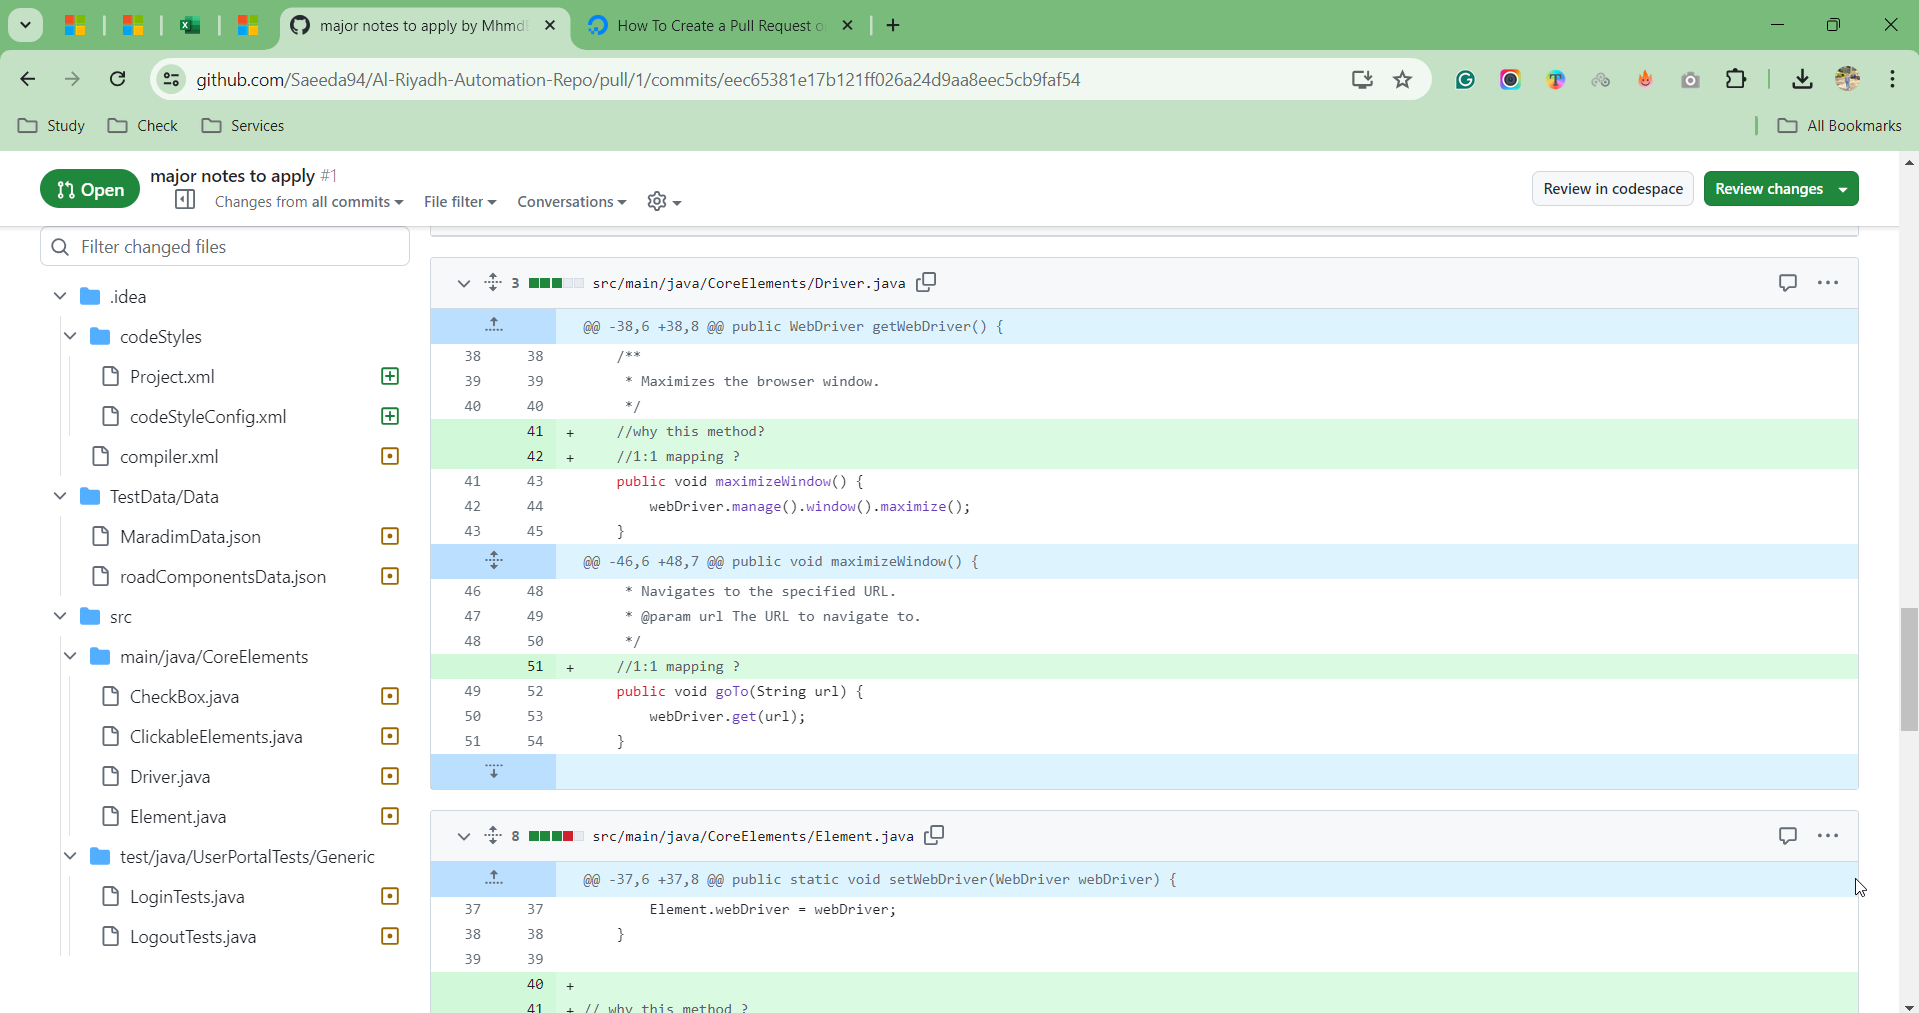 major notes to apply by Mhmd
How To Create a Pull Request o
github.com/Saeeda94/Al-Riyadh-Automation-Repo/pull/1/commits/eec65381e17b121ff026a24d9aa8eec5cb9faf54
Study
Check
Services
All Bookmarks
Open
major notes to apply #1
Changes from all commits
File filter
Conversations
Review in codespace
Review changes
Filter changed files
.idea
codeStyles
Project.xml
codeStyleConfig.xml
compiler.xml
TestData/Data
MaradimData.json
roadComponentsData.json
src
main/java/CoreElements
CheckBox.java
ClickableElements.java
Driver.java
Element.java
test/java/UserPortalTests/Generic
LoginTests.java
LogoutTests.java
3 src/main/java/CoreElements/Driver.java
@@ -38,6 +38,8 @@ public WebDriver getWebDriver() {
38 38 /**
39 39 * Maximizes the browser window.
40 40 */
41 + //why this method?
42 + //1:1 mapping ?
41 43 public void maximizeWindow() {
42 44 webDriver.manage().window().maximize();
43 45 }
@@ -46,6 +48,7 @@ public void maximizeWindow() {
46 48 * Navigates to the specified URL.
47 49 * @param url The URL to navigate to.
48 50 */
51 + //1:1 mapping ?
49 52 public void goTo(String url) {
50 53 webDriver.get(url);
51 54 }
8 src/main/java/CoreElements/Element.java
@@ -37,6 +37,8 @@ public static void setWebDriver(WebDriver webDriver) {
37 37 Element.webDriver = webDriver;
38 38 }
39 39
40 +
41 + // why this method ?